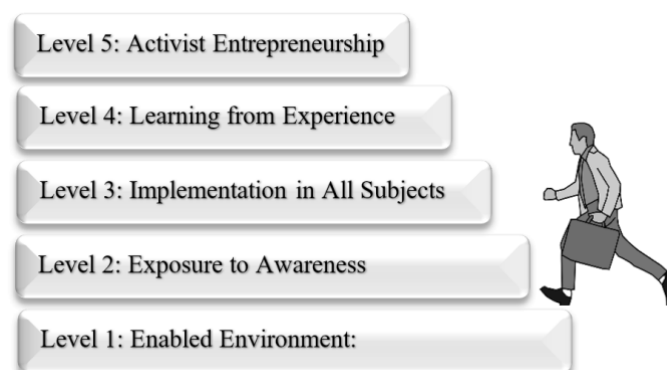 Level 5: Activist Entrepreneurship
Level 4: Learning from Experience
Level 3: Implementation in All Subjects
Level 2: Exposure to Awareness
Level 1: Enabled Environment: